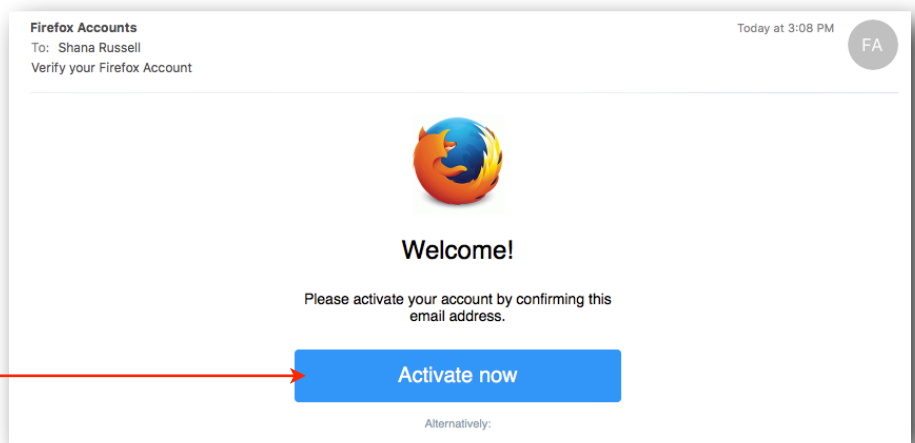 Firefox Accounts
Today at 3:08 PM
FA
To: Shana Russell
Verify your Firefox Account
Welcome!
Please activate your account by confirming this
email address.
Activate now
Alternatively: